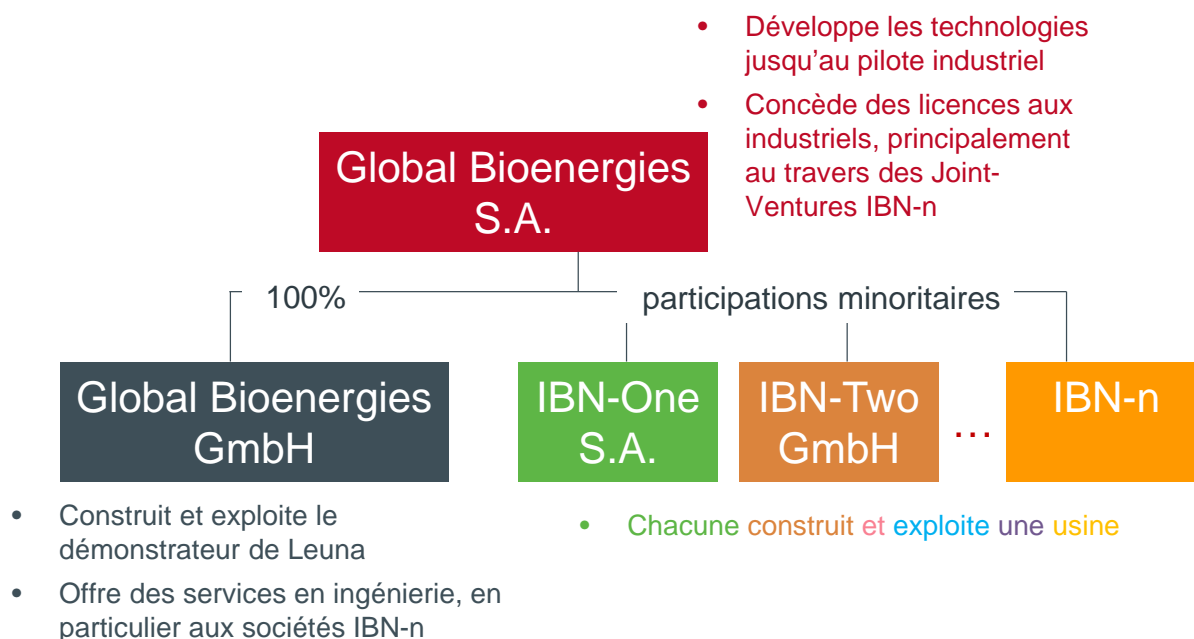 • Développe les technologies
jusqu’au pilote industriel
• Concède des licences aux
industriels, principalement
au travers des Joint-
Ventures IBN-n
Global Bioenergies
S.A.
100%
participations minoritaires
Global Bioenergies
GmbH
IBN-One
S.A.
IBN-Two
GmbH
…
IBN-n
• Construit et exploite le
démonstrateur de Leuna
• Offre des services en ingénierie, en
particulier aux sociétés IBN-n
• Chacune construit et exploite une usine